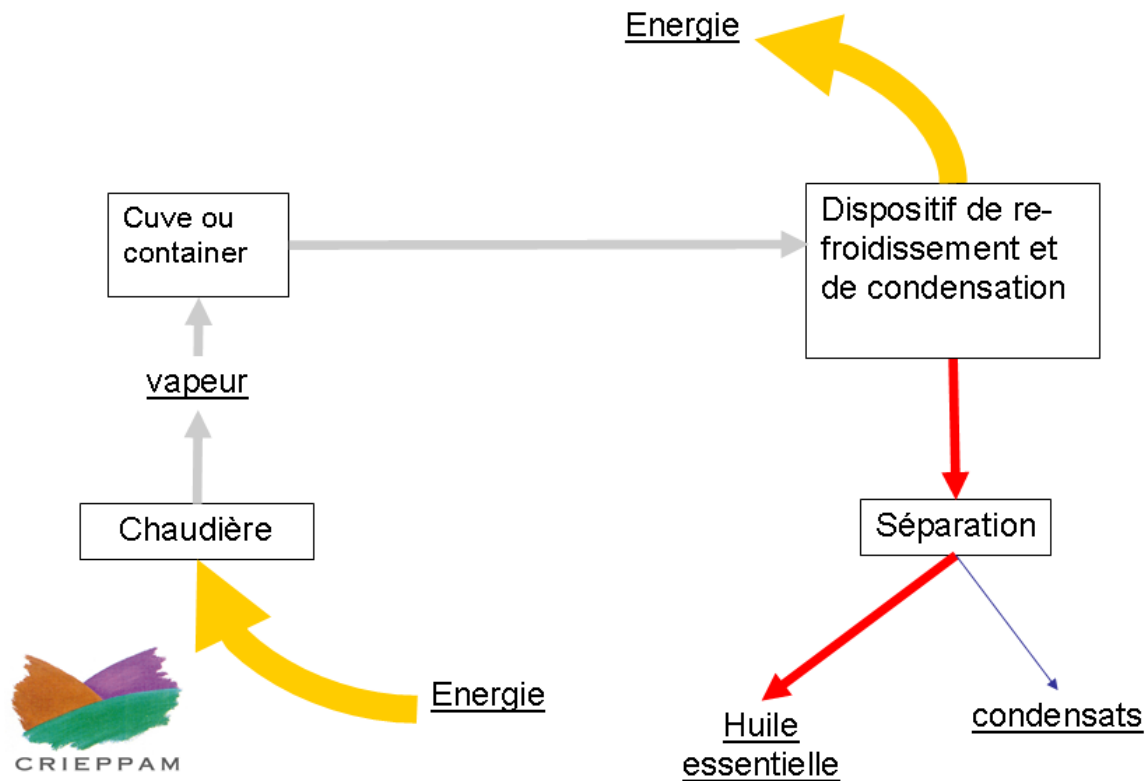 Energie
Cuve ou
container
Dispositif de re-
froidissement et
de condensation
vapeur
Chaudière
Séparation
Energie
Huile
essentielle
condensats
CRIEPPAM